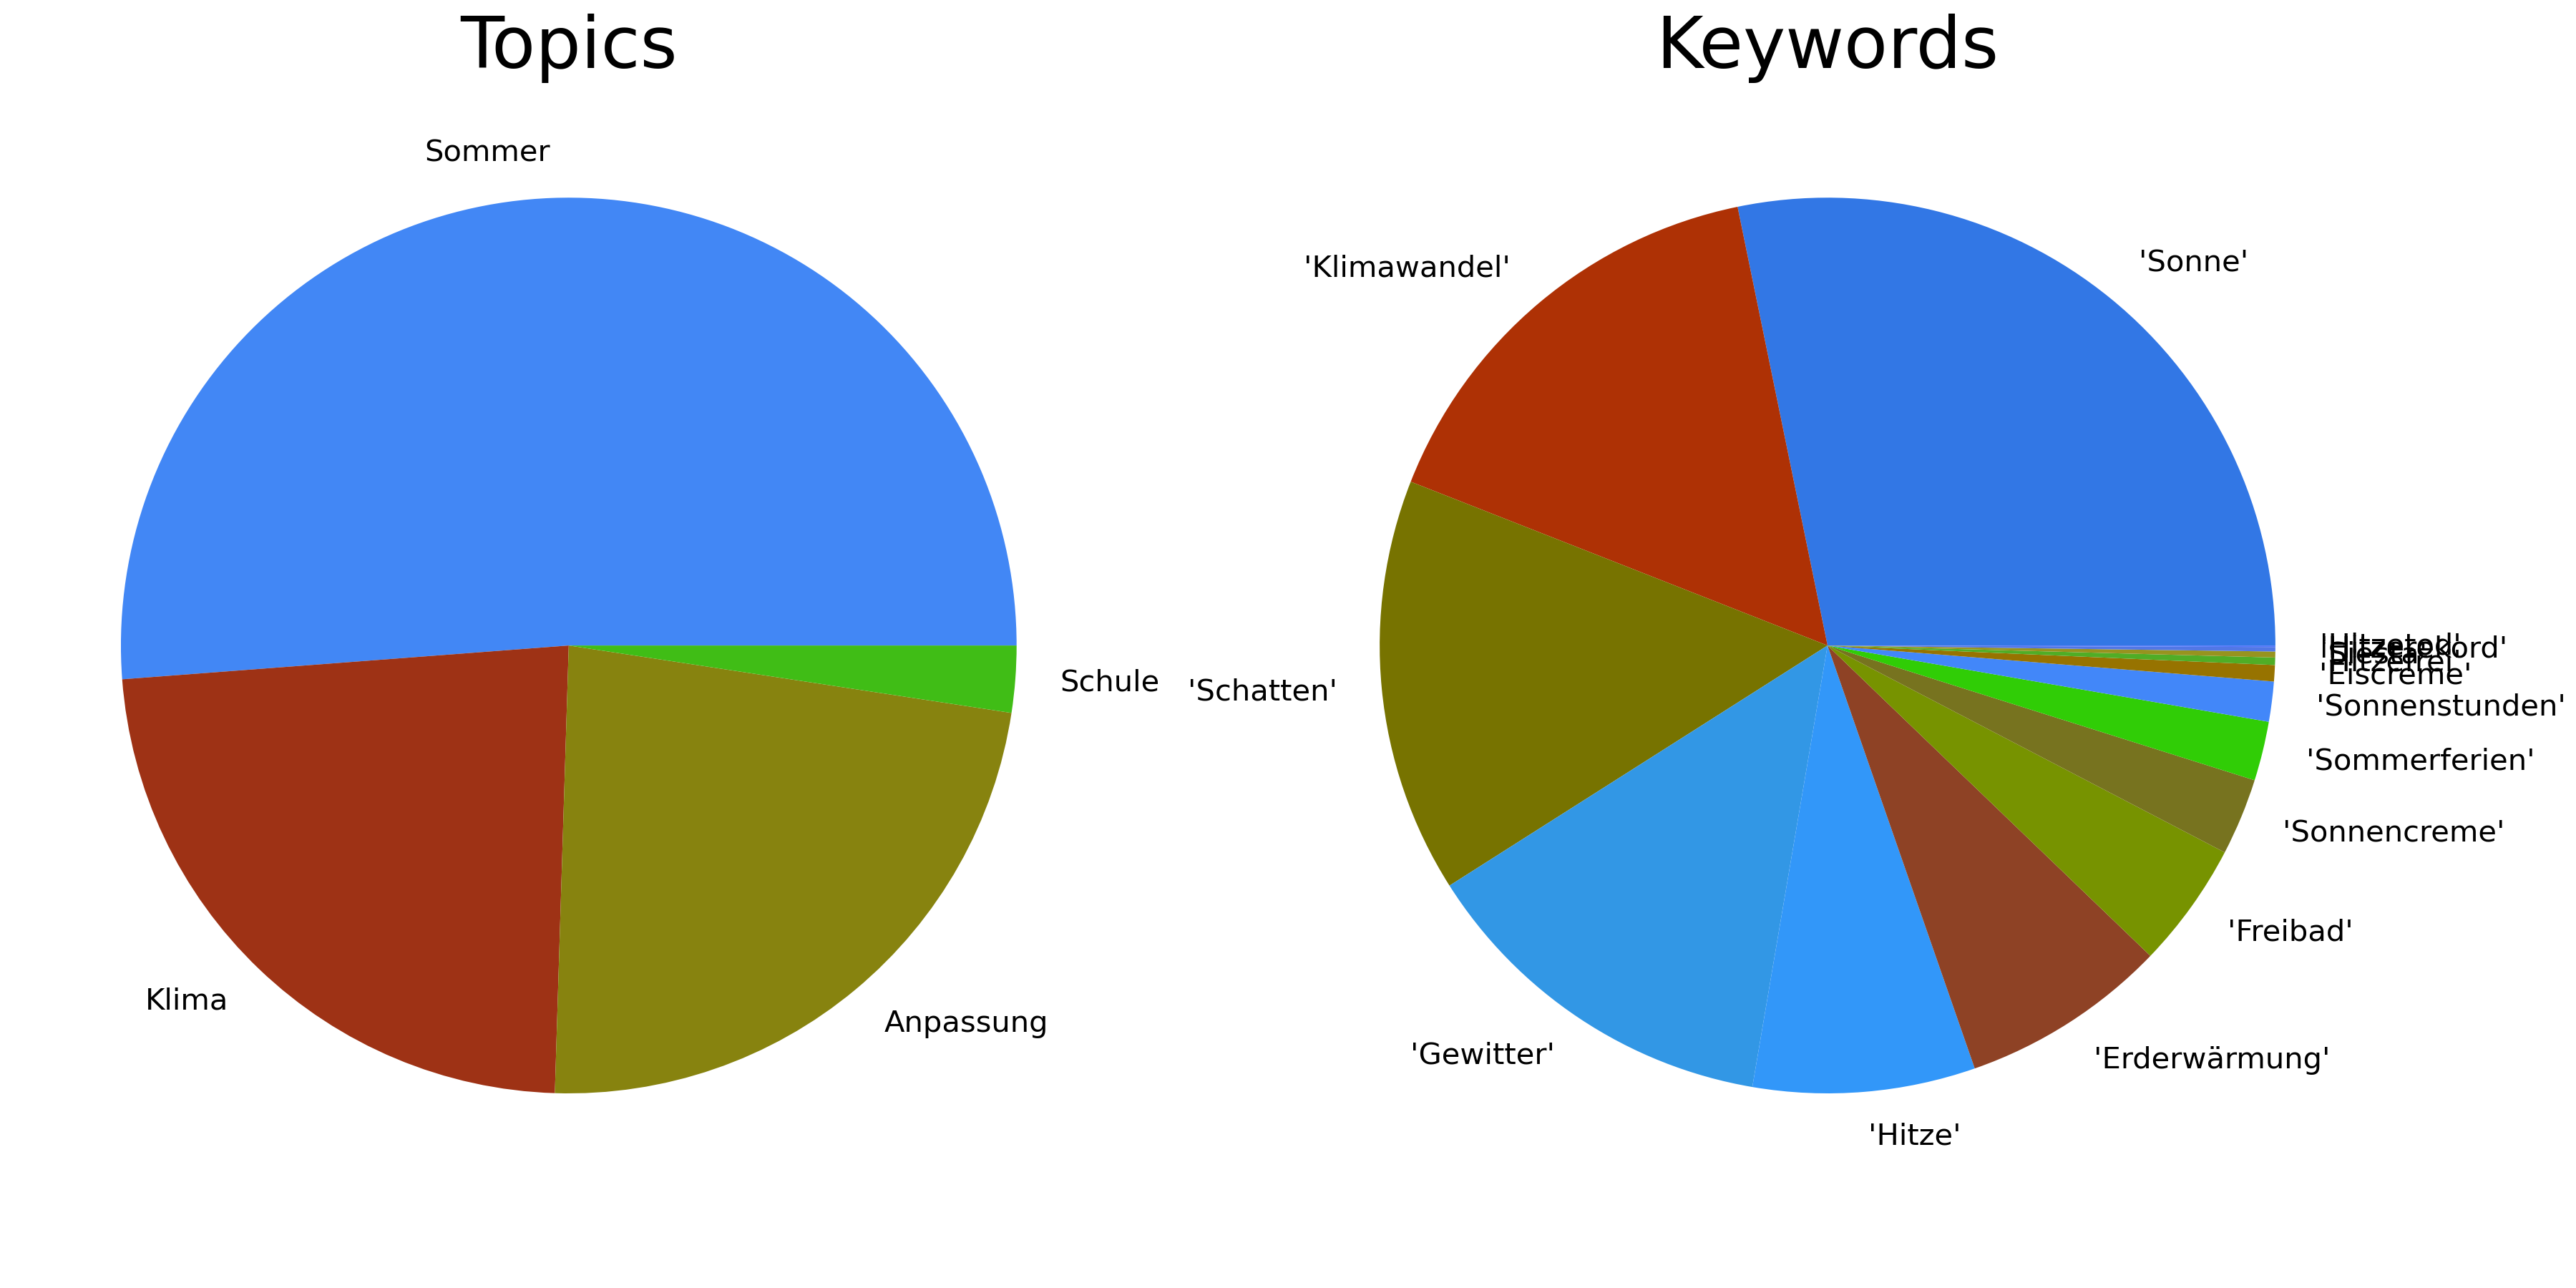 Topics
Sommer
Klima
Anpassung
Schule
Keywords
'Sonne'
'Klimawandel'
'Schatten'
'Gewitter'
'Hitze'
'Erderwärmung'
'Freibad'
'Sonnencreme'
'Sommerferien'
'Sonnenstunden'
'Eiscreme'